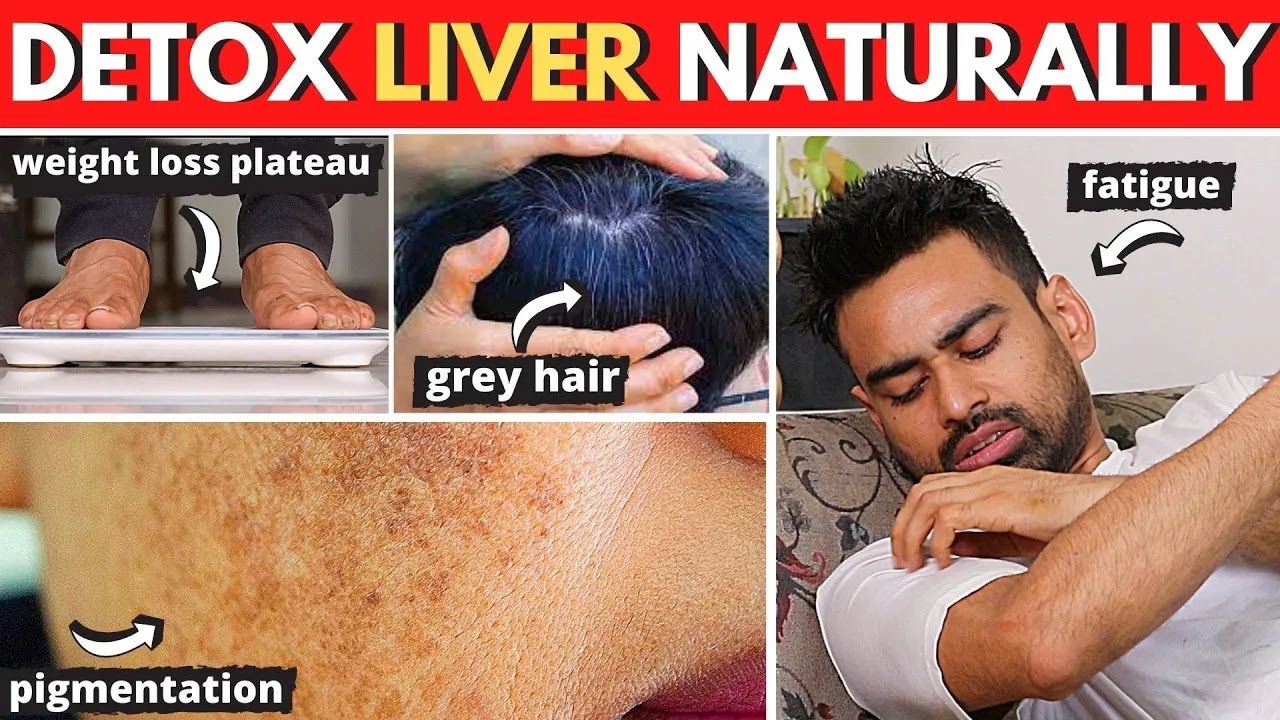 DETOX LIVER NATURALLY
weight loss plateau
grey hair
fatigue
pigmentation